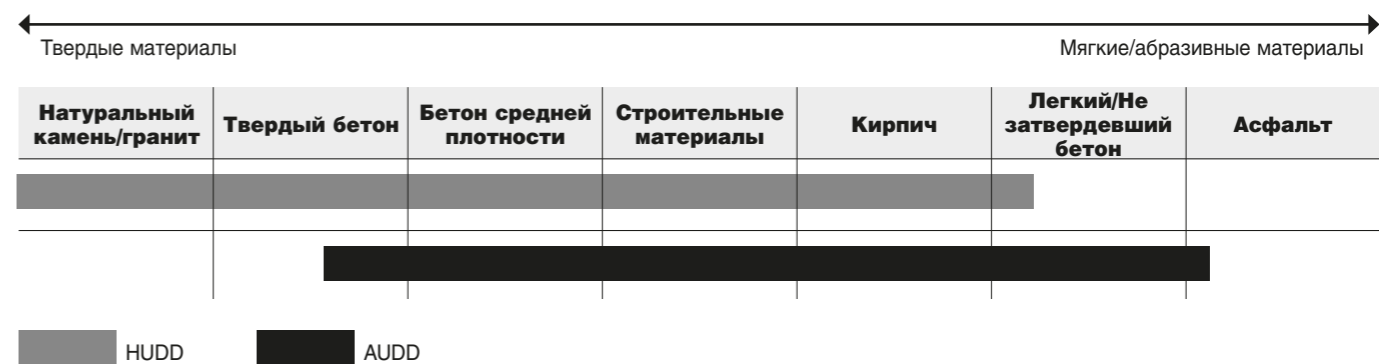 Твердые материалы
Мягкие/абразивные материалы
Натуральный камень/гранит
Твердый бетон
Бетон средней плотности
Строительные материалы
Кирпич
Легкий/Не затвердевший бетон
Асфальт
HUDD
AUDD